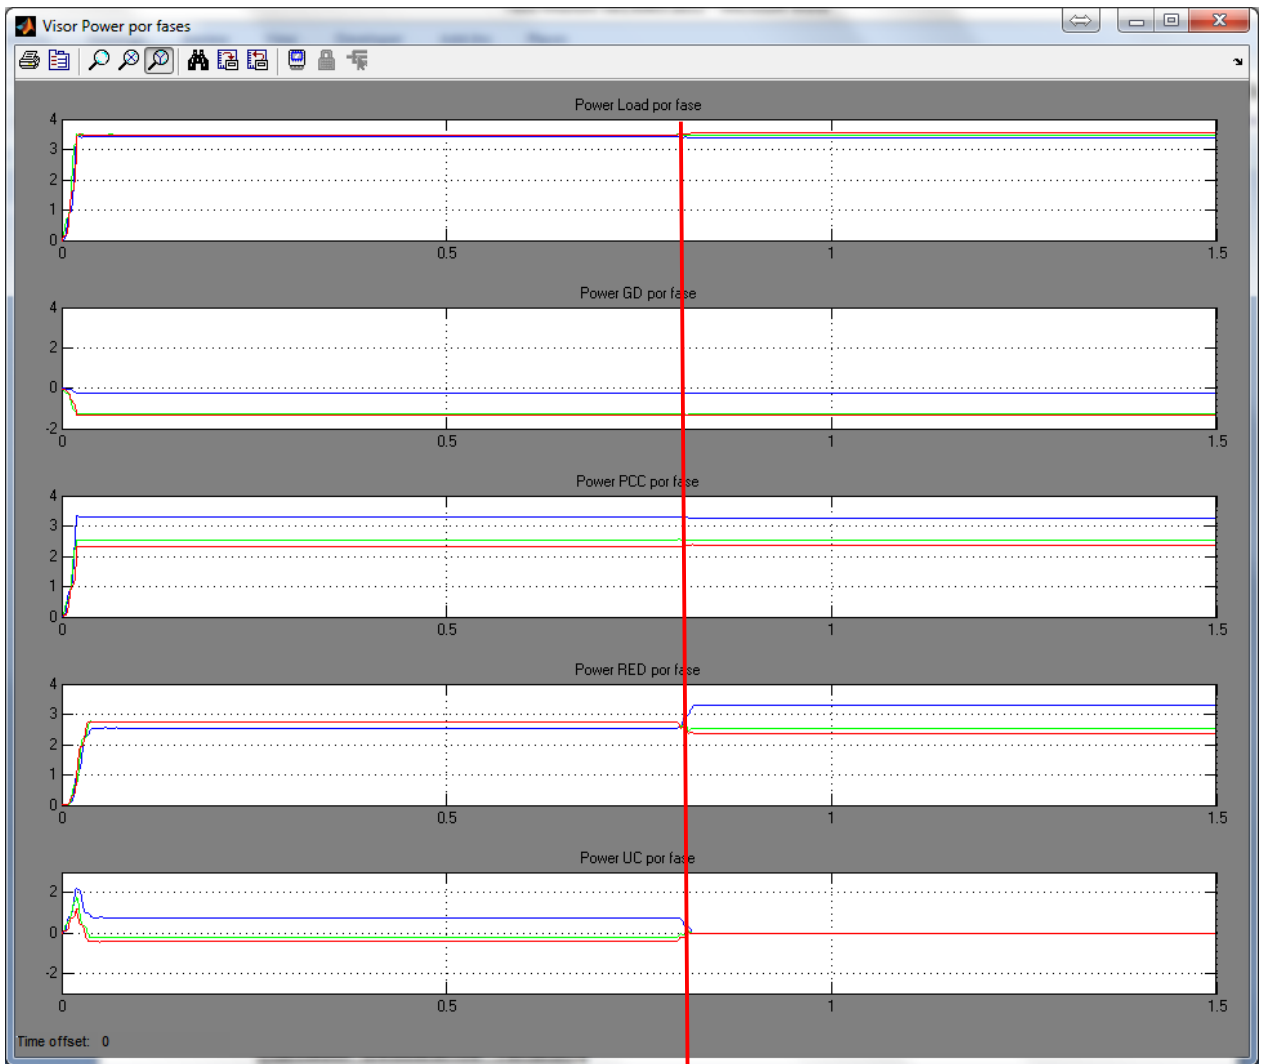 Visor Power por fases
Power Load por fase
4
3
2
1
0
0 0.5 1 1.5
Power GD por fase
4
2
0
-2
0 0.5 1 1.5
Power PCC por fase
4
3
2
1
0
0 0.5 1 1.5
Power RED por fase
4
3
2
1
0
0 0.5 1 1.5
Power UC por fase
2
0
-2
0 0.5 1 1.5
Time offset: 0